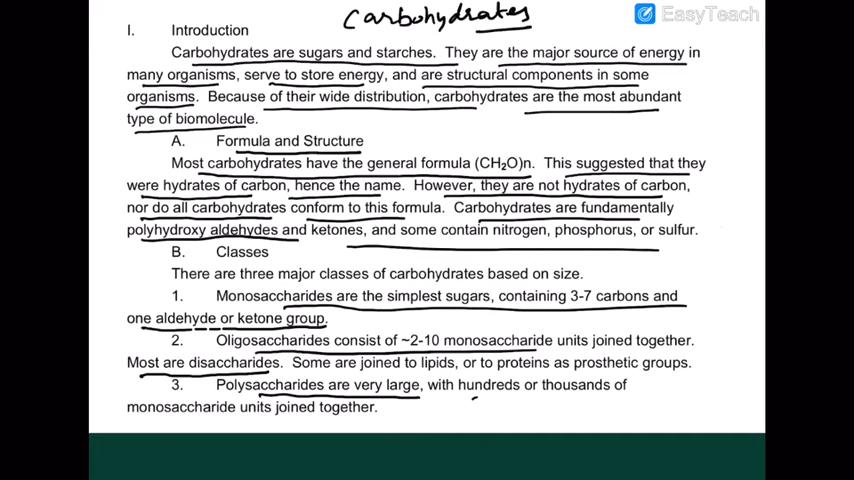 Carbohydrates
EasyTeach
I. Introduction
Carbohydrates are sugars and starches. They are the major source of energy in
many organisms, serve to store energy, and are structural components in some
organisms. Because of their wide distribution, carbohydrates are the most abundant
type of biomolecule.
A. Formula and Structure
Most carbohydrates have the general formula (CH₂O)n. This suggested that they
were hydrates of carbon, hence the name. However, they are not hydrates of carbon,
nor do all carbohydrates conform to this formula. Carbohydrates are fundamentally
polyhydroxy aldehydes and ketones, and some contain nitrogen, phosphorus, or sulfur.
B. Classes
There are three major classes of carbohydrates based on size.
1. Monosaccharides are the simplest sugars, containing 3-7 carbons and
one aldehyde or ketone group.
2. Oligosaccharides consist of ~2-10 monosaccharide units joined together.
Most are disaccharides. Some are joined to lipids, or to proteins as prosthetic groups.
3. Polysaccharides are very large, with hundreds or thousands of
monosaccharide units joined together.